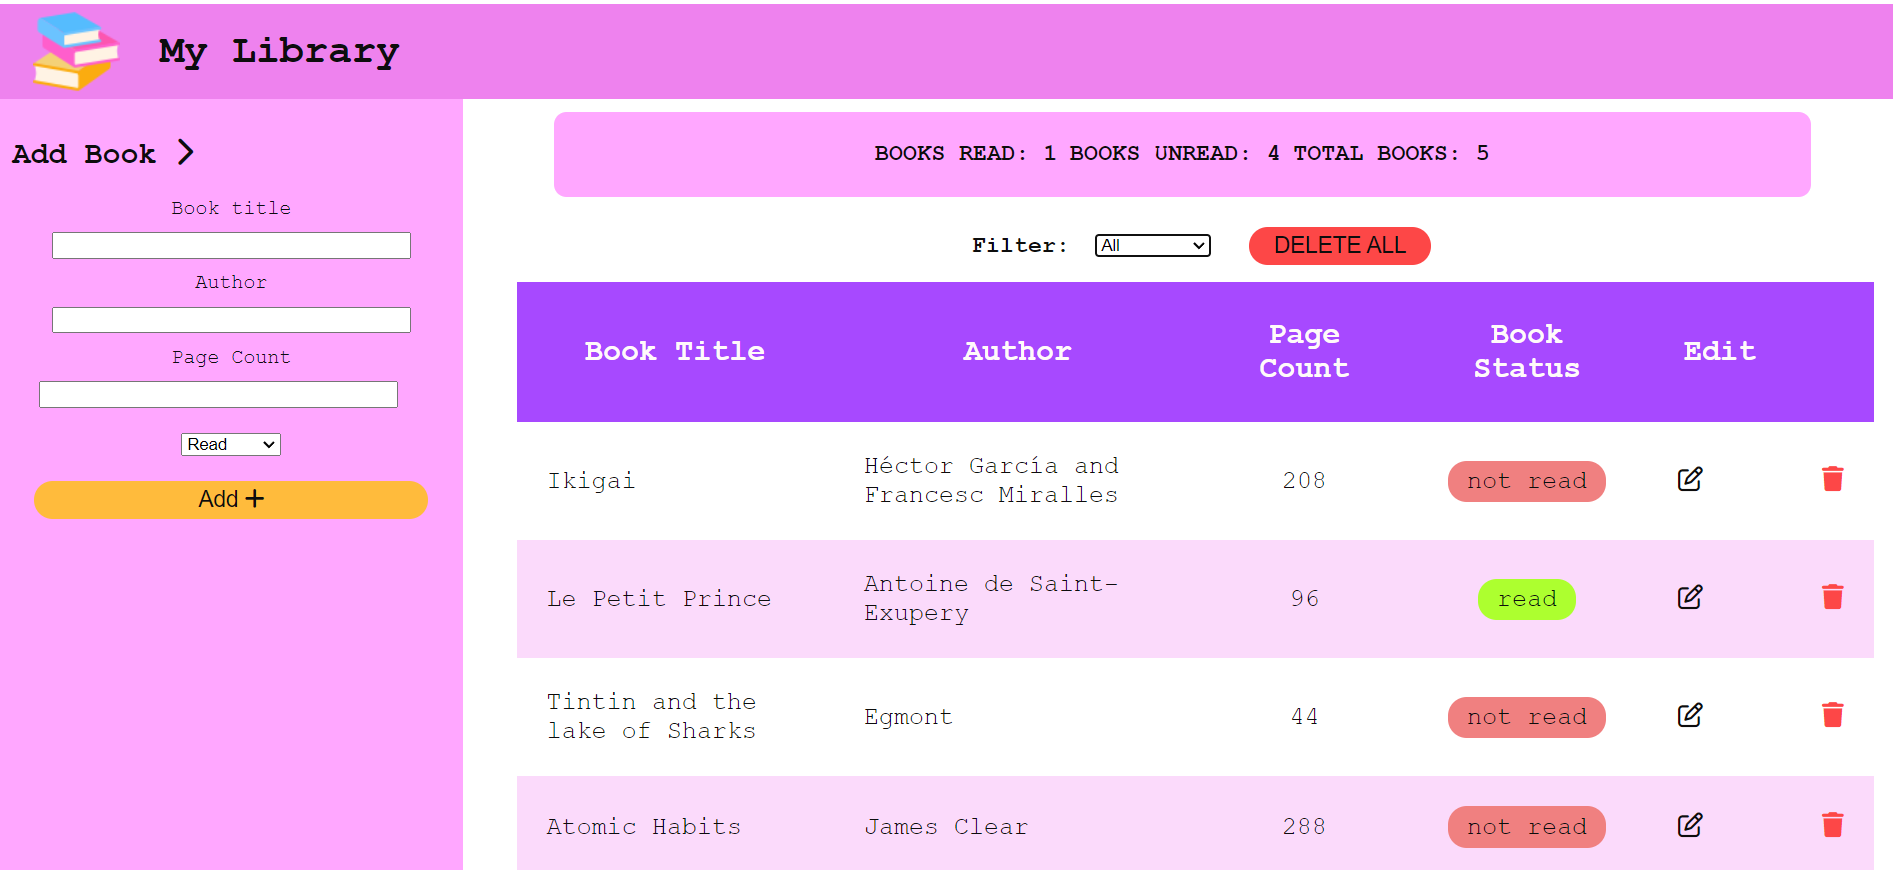 My Library
Add Book
Book title
Author
Page Count
Read
Add
BOOKS READ: 1 BOOKS UNREAD: 4 TOTAL BOOKS: 5
Filter: All DELETE ALL
Book Title Author Page Count Book Status Edit
Ikigai Héctor García and Francesc Miralles 208 not read
Le Petit Prince Antoine de Saint-Exupery 96 read
Tintin and the lake of Sharks Egmont 44 not read
Atomic Habits James Clear 288 not read